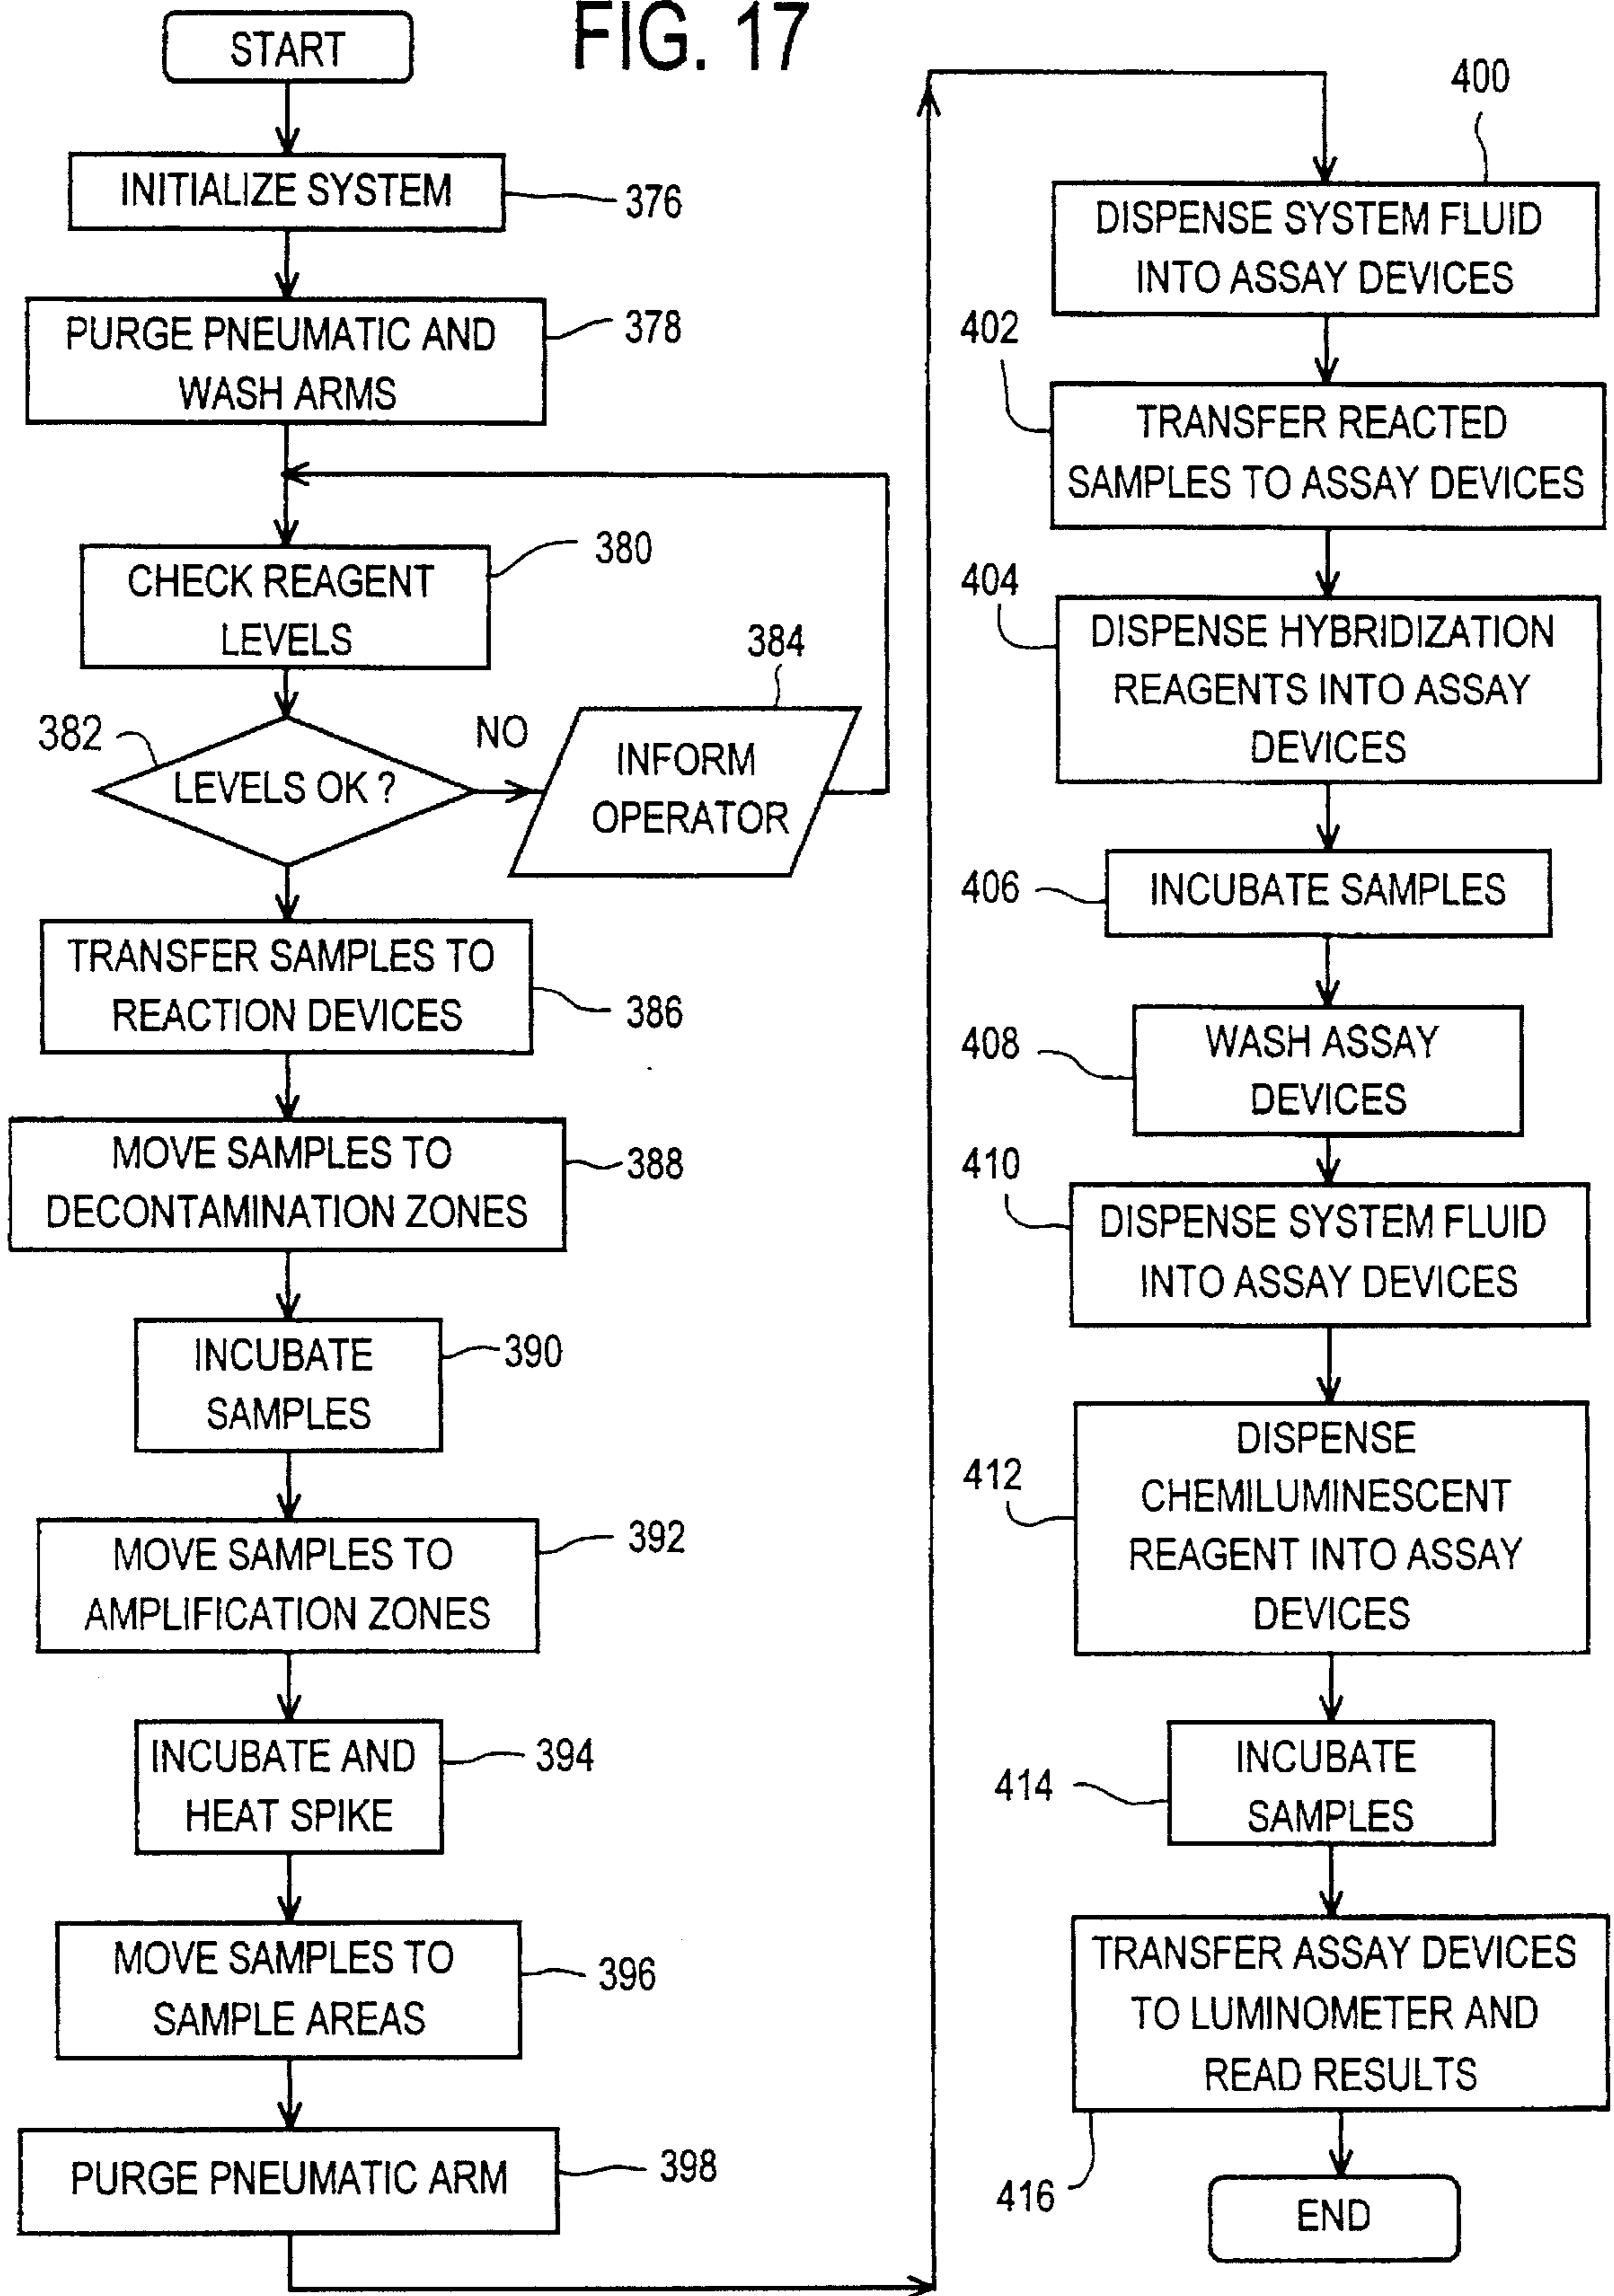 FIG. 17
START
INITIALIZE SYSTEM
376
PURGE PNEUMATIC AND
WASH ARMS
378
CHECK REAGENT
LEVELS
380
382
LEVELS OK ?
NO
384
INFORM
OPERATOR
TRANSFER SAMPLES TO
REACTION DEVICES
386
MOVE SAMPLES TO
DECONTAMINATION ZONES
388
INCUBATE
SAMPLES
390
MOVE SAMPLES TO
AMPLIFICATION ZONES
392
INCUBATE AND
HEAT SPIKE
394
MOVE SAMPLES TO
SAMPLE AREAS
396
PURGE PNEUMATIC ARM
398
400
DISPENSE SYSTEM FLUID
INTO ASSAY DEVICES
402
TRANSFER REACTED
SAMPLES TO ASSAY DEVICES
404
DISPENSE HYBRIDIZATION
REAGENTS INTO ASSAY
DEVICES
406
INCUBATE SAMPLES
408
WASH ASSAY
DEVICES
410
DISPENSE SYSTEM FLUID
INTO ASSAY DEVICES
412
DISPENSE
CHEMILUMINESCENT
REAGENT INTO ASSAY
DEVICES
414
INCUBATE
SAMPLES
TRANSFER ASSAY DEVICES
TO LUMINOMETER AND
READ RESULTS
416
END